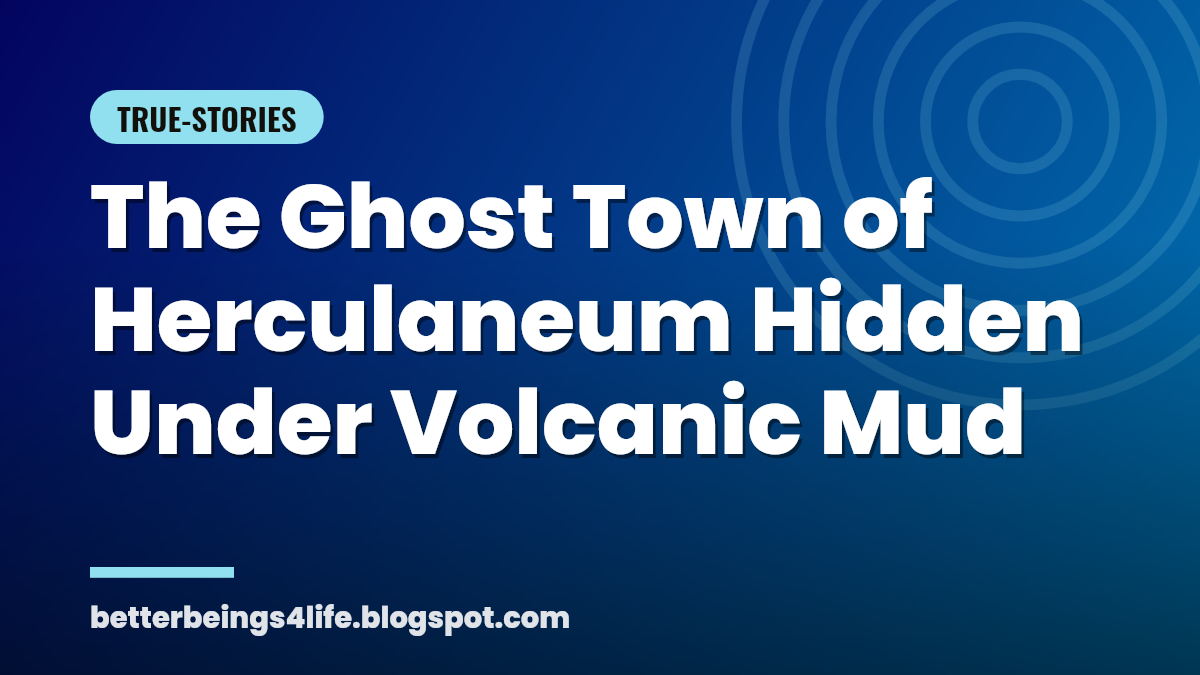 TRUE-STORIES
The Ghost Town of
Herculaneum Hidden
Under Volcanic Mud
betterbeings4life.blogspot.com